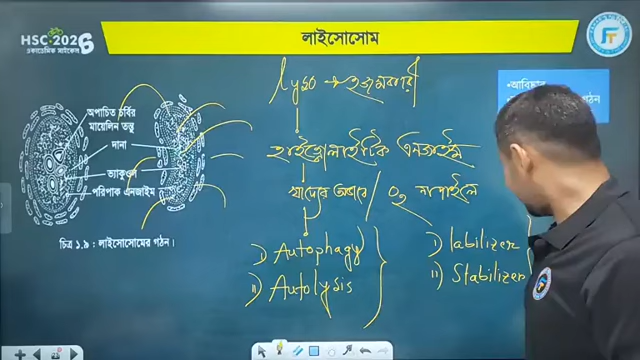 HSC 2026
একাডেমিক সাইকেল
লাইসোসোম
আবিষ্কার
গঠন
অপাচিত চর্বির
মায়েলিন তন্তু
দানা
ভ্যাকুওল
পরিপাক এনজাইম
চিত্র ১.৯ : লাইসোসোমের গঠন।
lyso → হজমকারী
হাইড্রোলাইটিক এনজাইম
খাদ্যের অভাবে / O2 না পাইলে
i) Autophagy
ii) Autolysis
i) labilizer
ii) Stabilizer